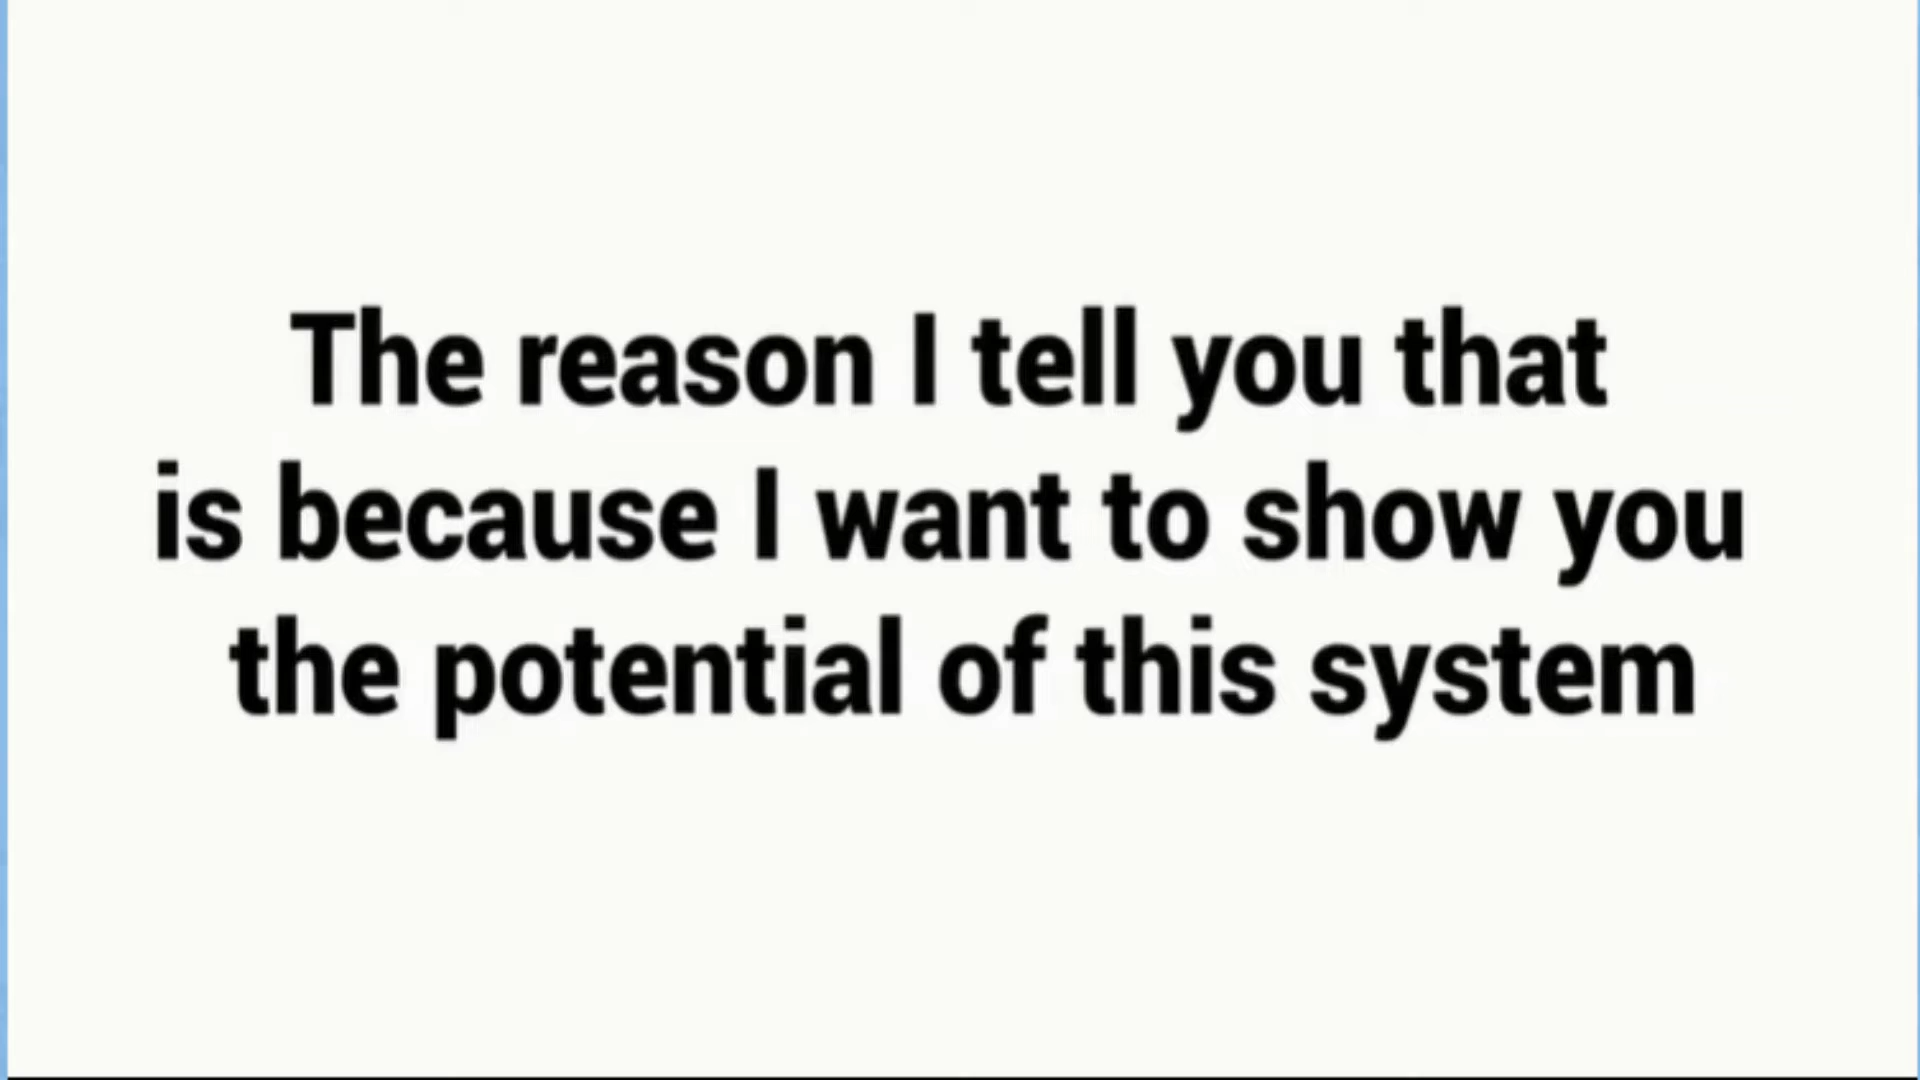 The reason I tell you that
is because I want to show you
the potential of this system